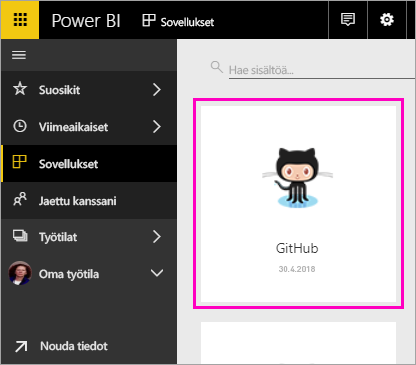 Power BI Sovellukset
Hae sisältöä...
Suosikit
Viimeaikaiset
Sovellukset
Jaettu kanssani
Työtilat
Oma työtila
Nouda tiedot
GitHub
30.4.2018